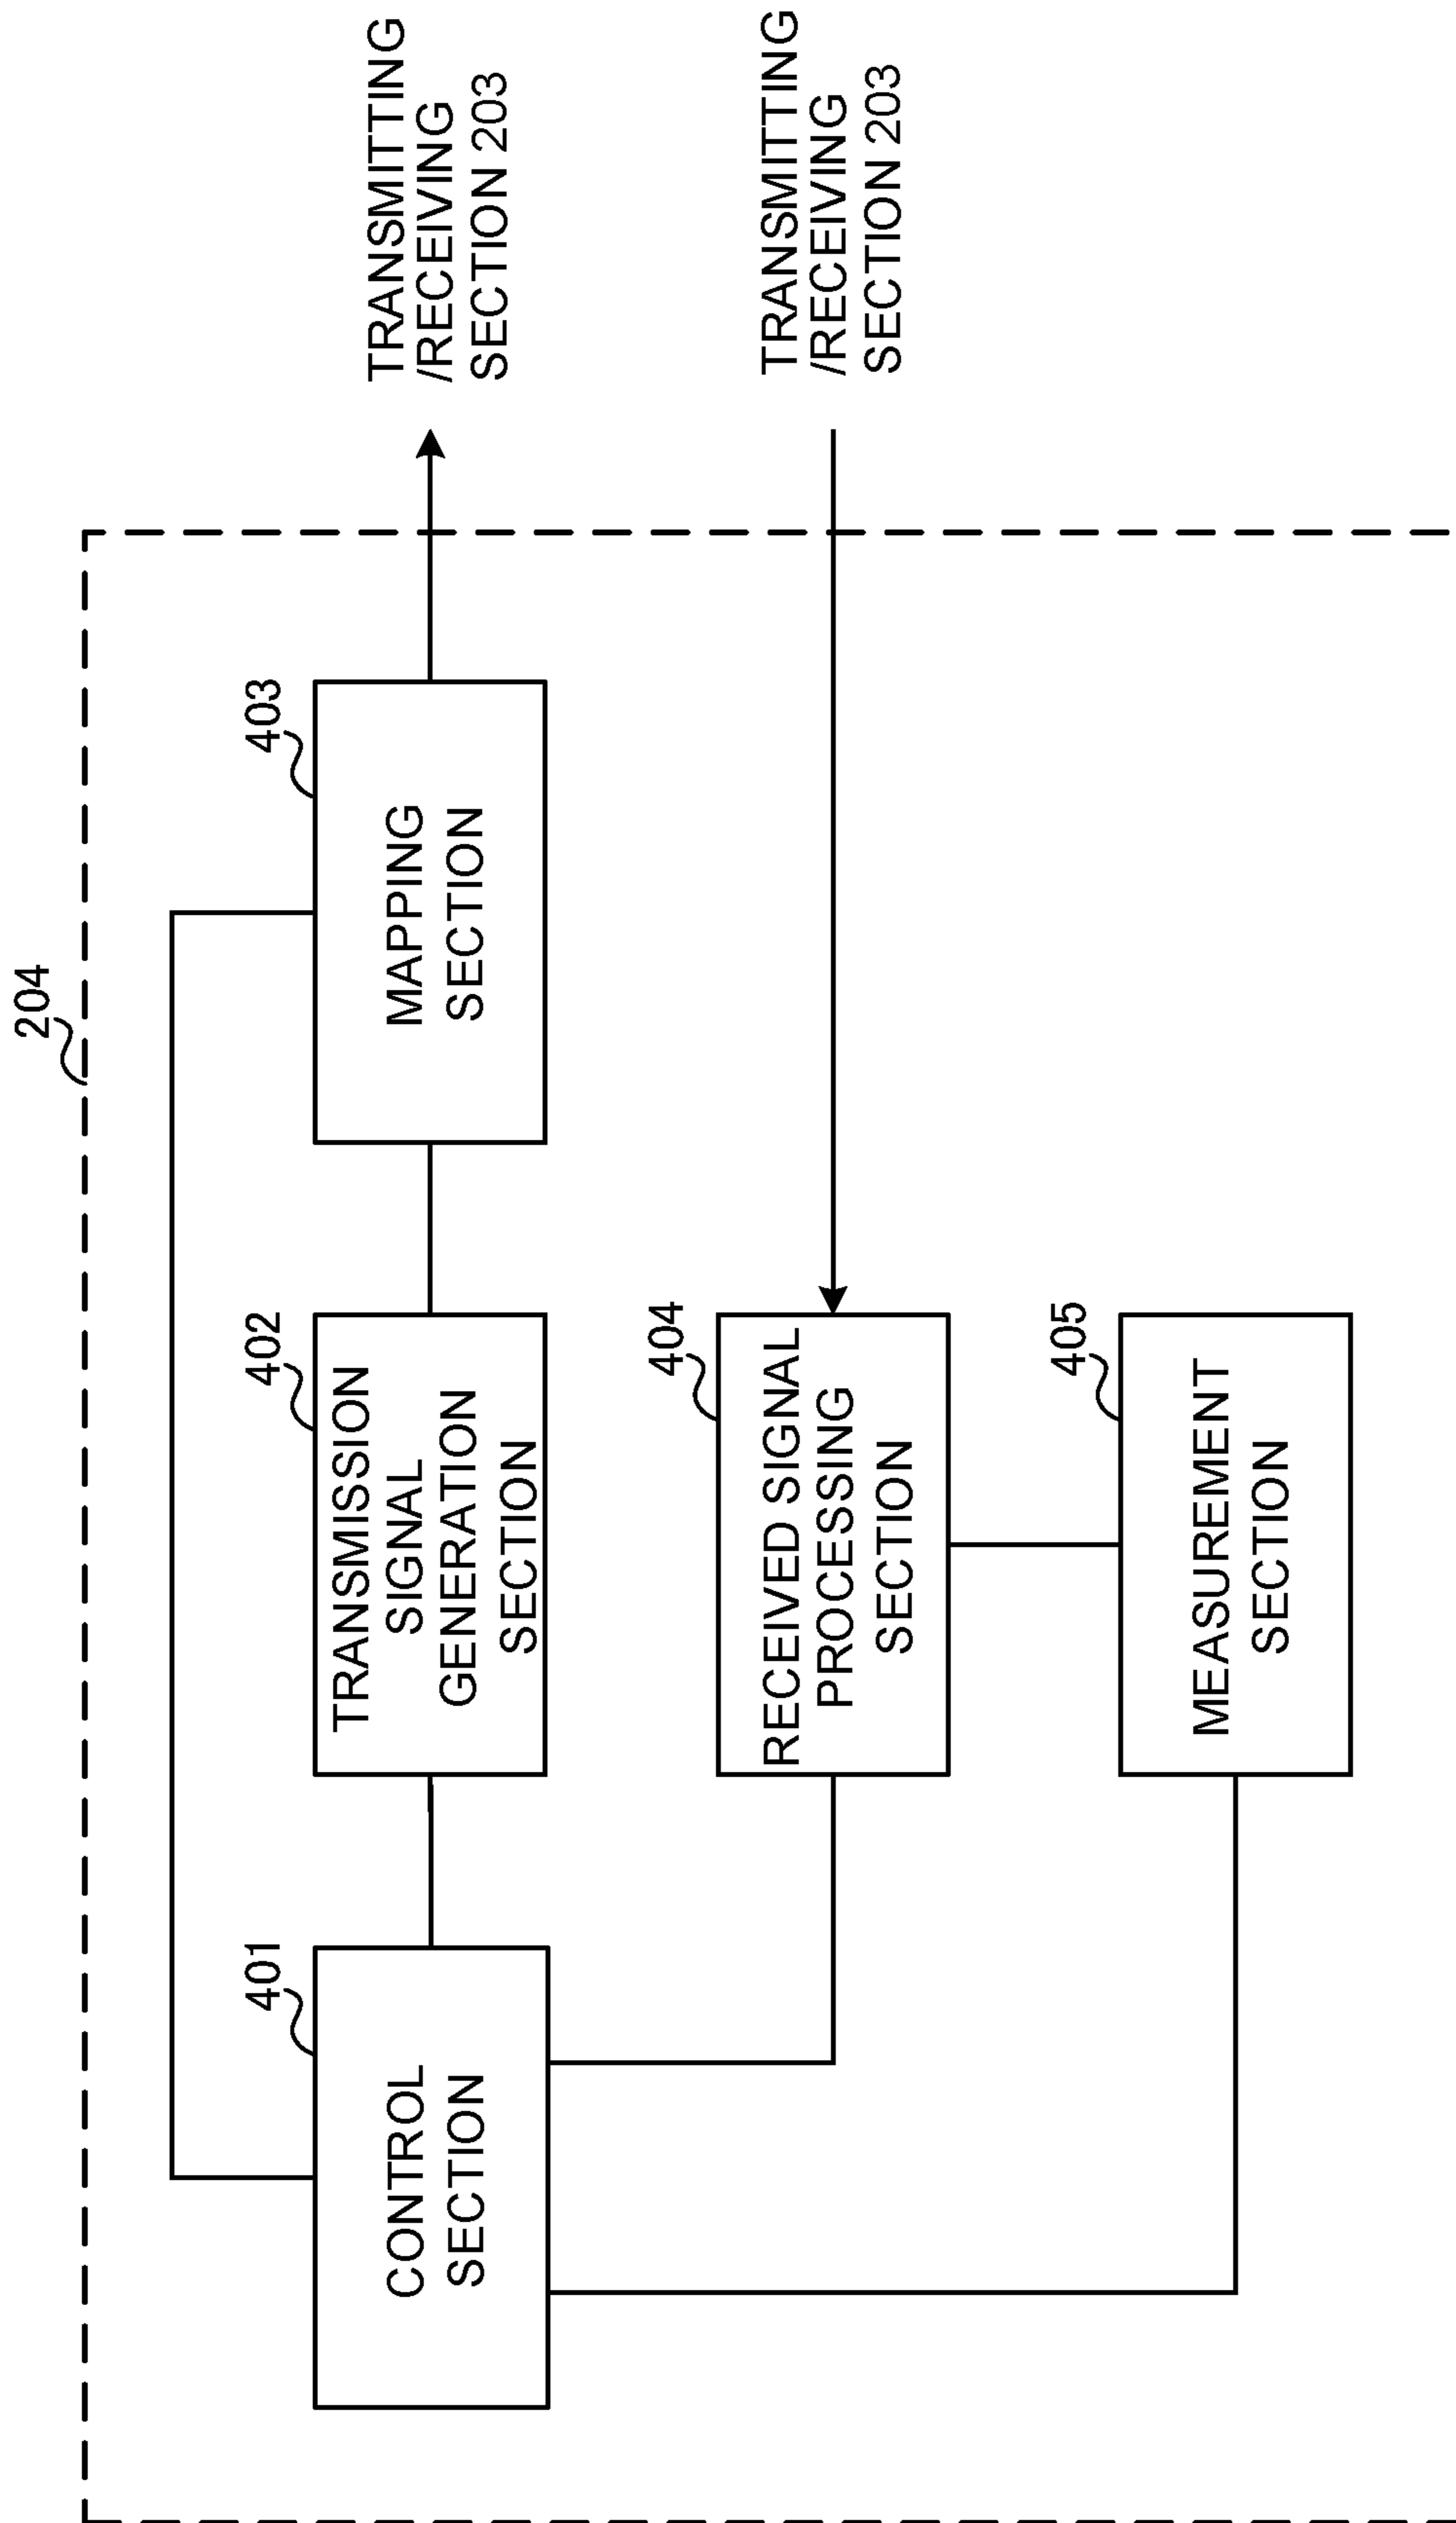 204
401
CONTROL
SECTION
402
TRANSMISSION
SIGNAL
GENERATION
SECTION
403
MAPPING
SECTION
TRANSMITTING
/RECEIVING
SECTION 203
404
RECEIVED SIGNAL
PROCESSING
SECTION
TRANSMITTING
/RECEIVING
SECTION 203
405
MEASUREMENT
SECTION